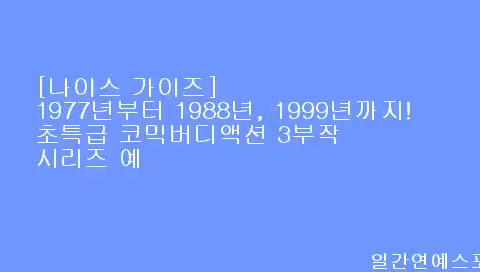 [나이스 가이즈]
1977년부터 1988년, 1999년까지!
초특급 코믹버디액션 3부작
시리즈 예
일간연예스포